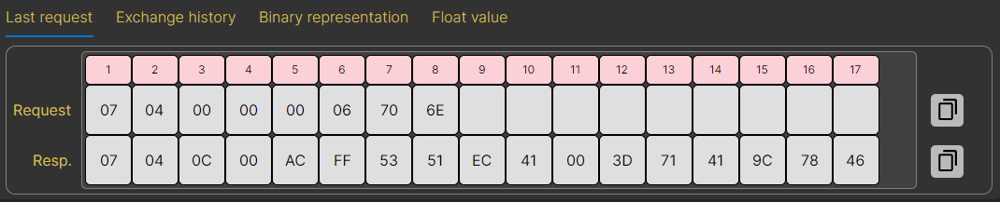 Last request Exchange history Binary representation Float value
1 2 3 4 5 6 7 8 9 10 11 12 13 14 15 16 17
Request 07 04 00 00 00 06 70 6E
Resp. 07 04 0C 00 AC FF 53 51 EC 41 00 3D 71 41 9C 78 46